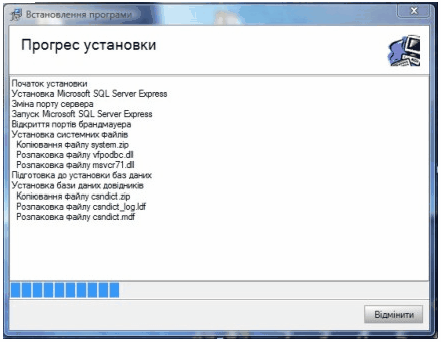 Встановлення програми
Прогрес установки
Початок установки
Установка Microsoft SQL Server Express
Зміна порту сервера
Запуск Microsoft SQL Server Express
Відкриття портів брандмауера
Установка системних файлів
Копіювання файлу system.zip
Розпаковка файлу vfpodbc.dll
Розпаковка файлу msvcr71.dll
Підготовка до установки баз даних
Установка бази даних довідників
Копіювання файлу csndict.zip
Розпаковка файлу csndict_log.ldf
Розпаковка файлу csndict.mdf
Відмінити